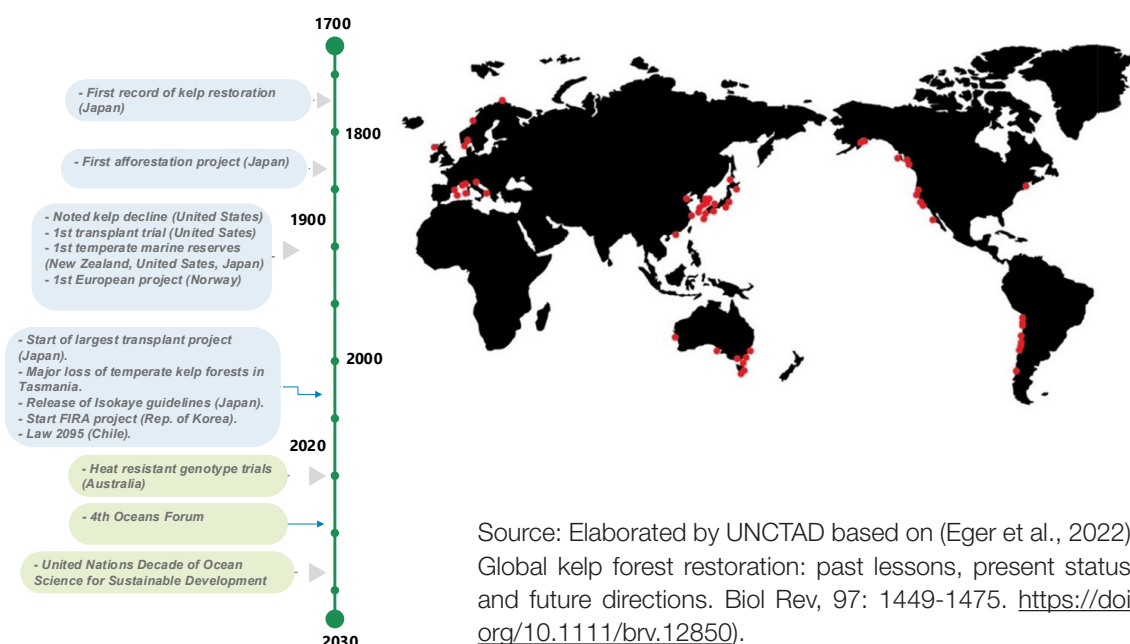 1700
- First record of kelp restoration
(Japan)
1800
- First afforestation project (Japan)
- Noted kelp decline (United States)
- 1st transplant trial (United Sates)
- 1st temperate marine reserves
(New Zealand, United Sates, Japan)
- 1st European project (Norway)
1900
- Start of largest transplant project
(Japan).
- Major loss of temperate kelp forests in
Tasmania.
- Release of Isokaye guidelines (Japan).
- Start FIRA project (Rep. of Korea).
- Law 2095 (Chile).
2000
2020
- Heat resistant genotype trials
(Australia)
- 4th Oceans Forum
- United Nations Decade of Ocean
Science for Sustainable Development
2030
Source: Elaborated by UNCTAD based on (Eger et al., 2022)
Global kelp forest restoration: past lessons, present status
and future directions. Biol Rev, 97: 1449-1475. https://doi
org/10.1111/brv.12850).